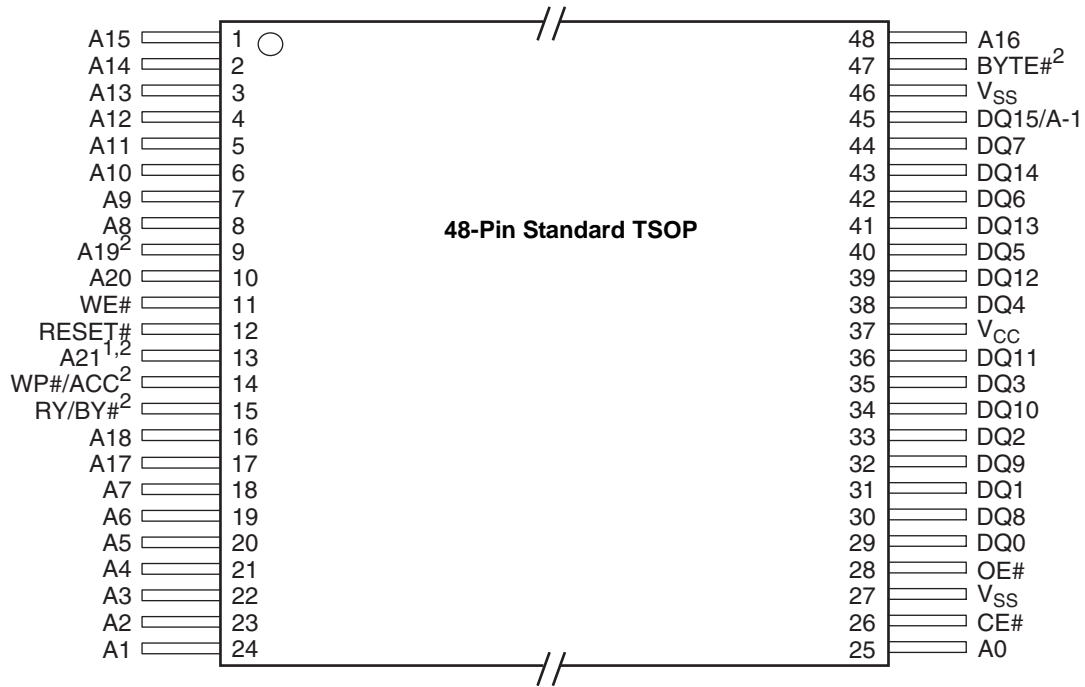 A15 1 48 A16
A14 2 47 BYTE#2
A13 3 46 VSS
A12 4 45 DQ15/A-1
A11 5 44 DQ7
A10 6 43 DQ14
A9 7 42 DQ6
A8 8 48-Pin Standard TSOP 41 DQ13
A192 9 40 DQ5
A20 10 39 DQ12
WE# 11 38 DQ4
RESET# 12 37 VCC
A211,2 13 36 DQ11
WP#/ACC2 14 35 DQ3
RY/BY#2 15 34 DQ10
A18 16 33 DQ2
A17 17 32 DQ9
A7 18 31 DQ1
A6 19 30 DQ8
A5 20 29 DQ0
A4 21 28 OE#
A3 22 27 VSS
A2 23 26 CE#
A1 24 25 A0